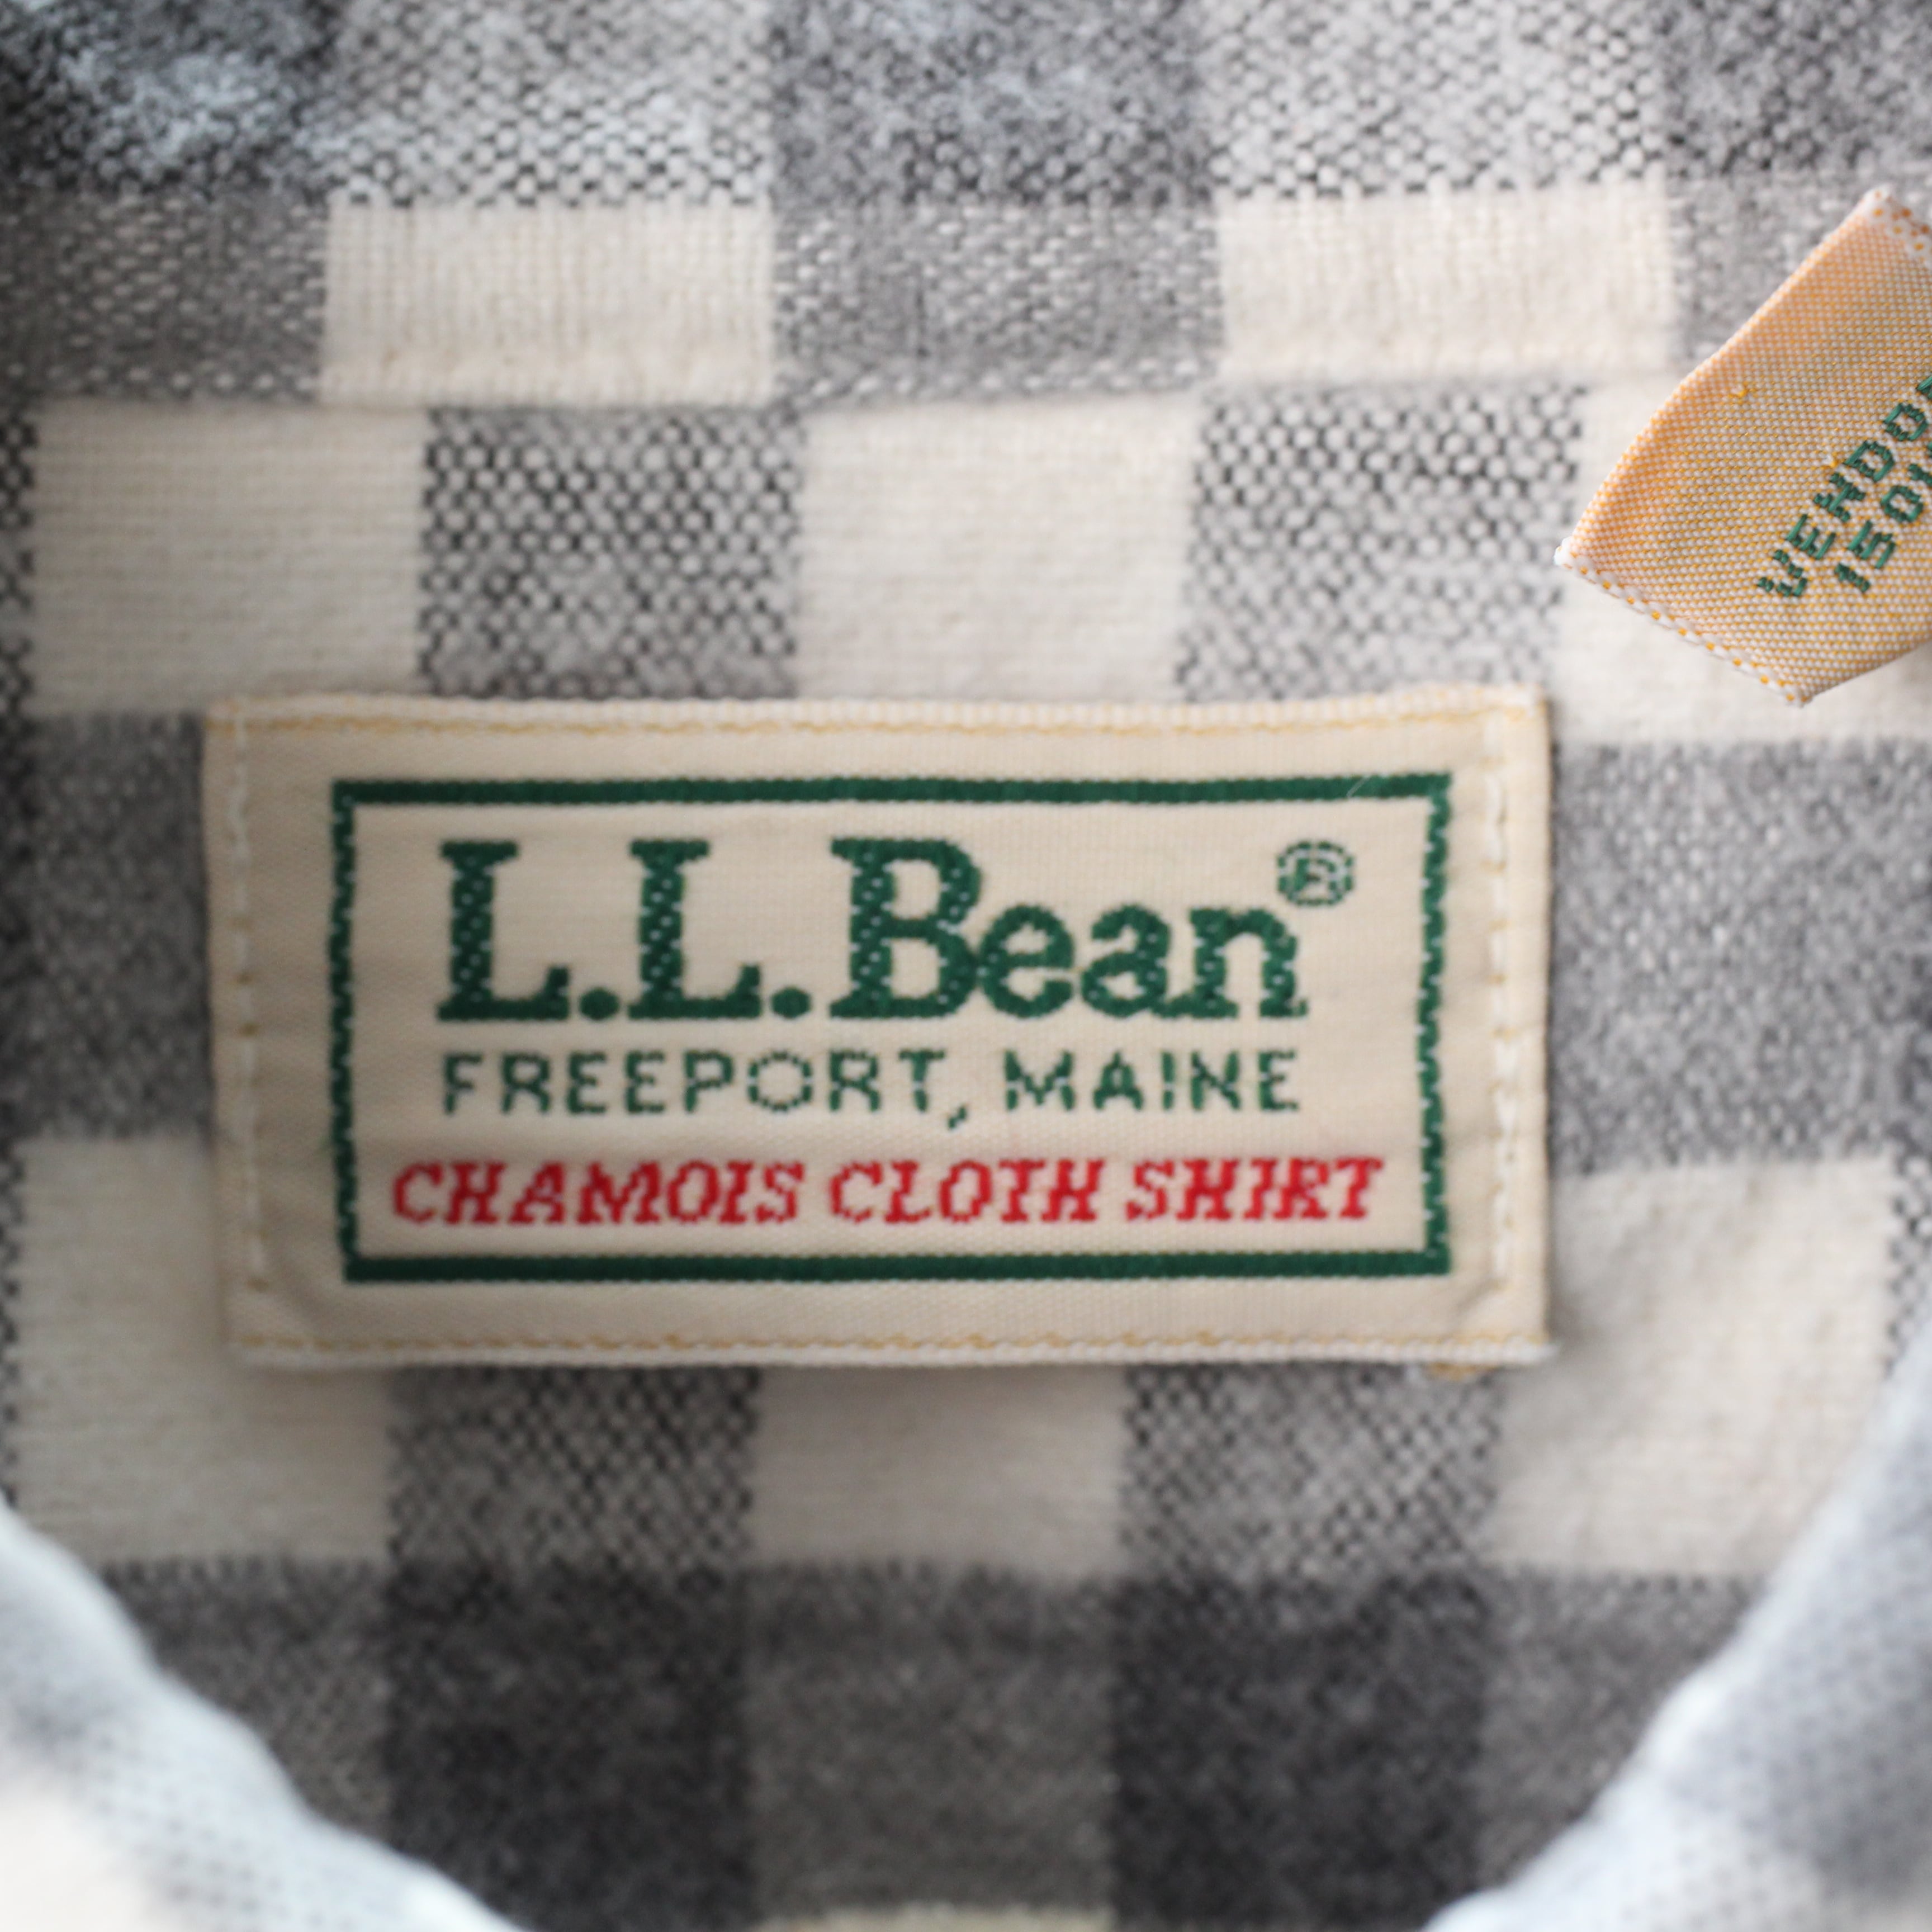 L.L.Bean®
FREEPORT, MAINE
CHAMOIS CLOTH SHIRT